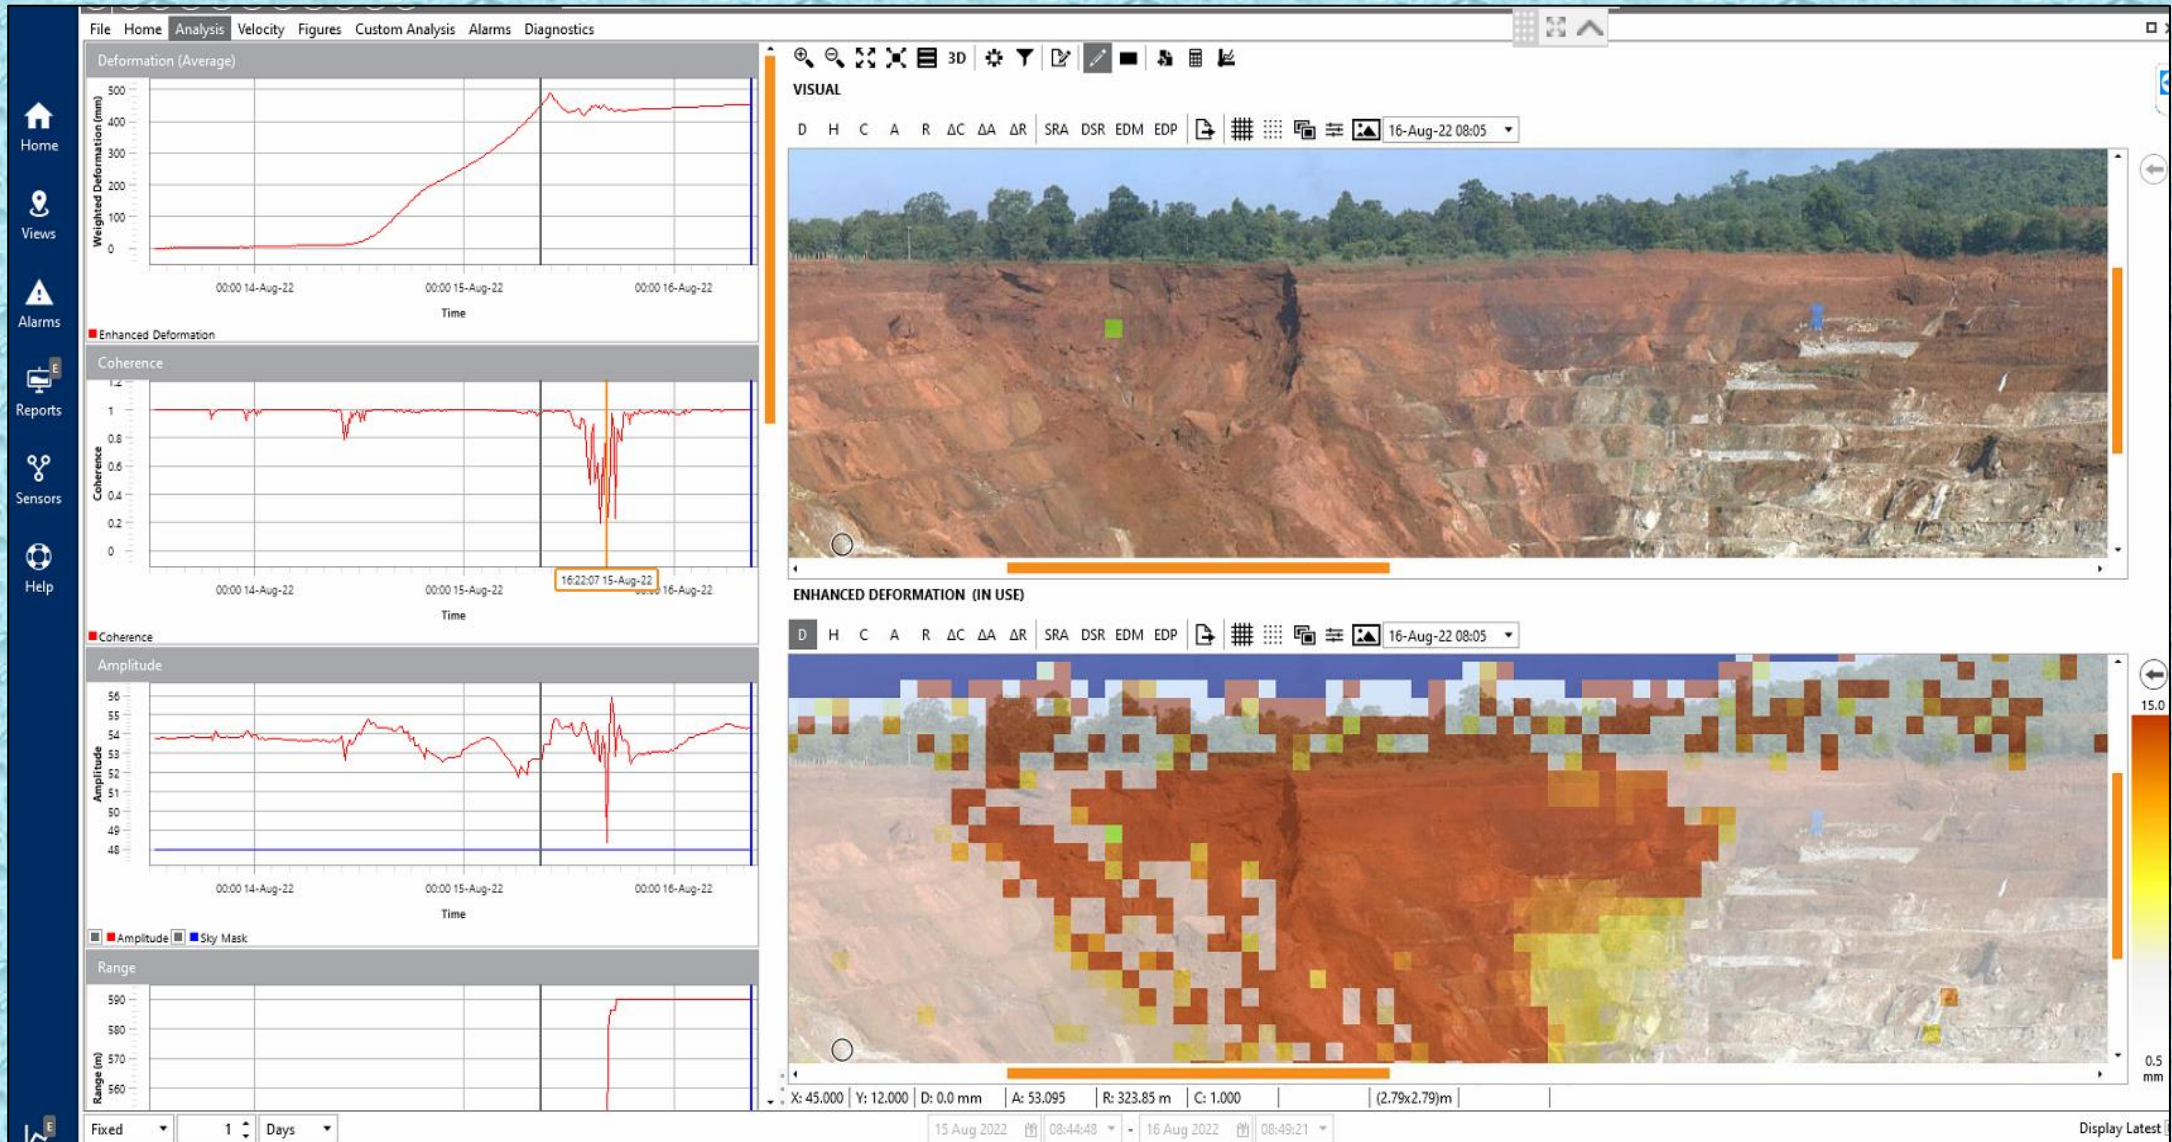 File Home Analysis Velocity Figures Custom Analysis Alarms Diagnostics
Home
Views
Alarms
E
Reports
Sensors
Help
E
Deformation (Average)
Weighted Deformation (mm)
500
400
300
200
100
0
00:00 14-Aug-22 00:00 15-Aug-22 00:00 16-Aug-22
Time
Enhanced Deformation
Coherence
Coherence
1.2
1
0.8
0.6
0.4
0.2
0
16:22:07 15-Aug-22
00:00 14-Aug-22 00:00 15-Aug-22 16-Aug-22
Time
Coherence
Amplitude
Amplitude
56
55
54
53
52
51
50
49
48
00:00 14-Aug-22 00:00 15-Aug-22 00:00 16-Aug-22
Time
Amplitude Sky Mask
Range
Range (m)
590
580
570
560
Fixed 1 Days
3D
VISUAL
D H C A R ΔC ΔA ΔR SRA DSR EDM EDP 16-Aug-22 08:05
ENHANCED DEFORMATION (IN USE)
D H C A R ΔC ΔA ΔR SRA DSR EDM EDP 16-Aug-22 08:05
15.0
0.5
mm
X: 45.000 Y: 12.000 D: 0.0 mm A: 53.095 R: 323.85 m C: 1.000 (2.79x2.79)m
15 Aug 2022 08:44:48 - 16 Aug 2022 08:49:21
Display Latest